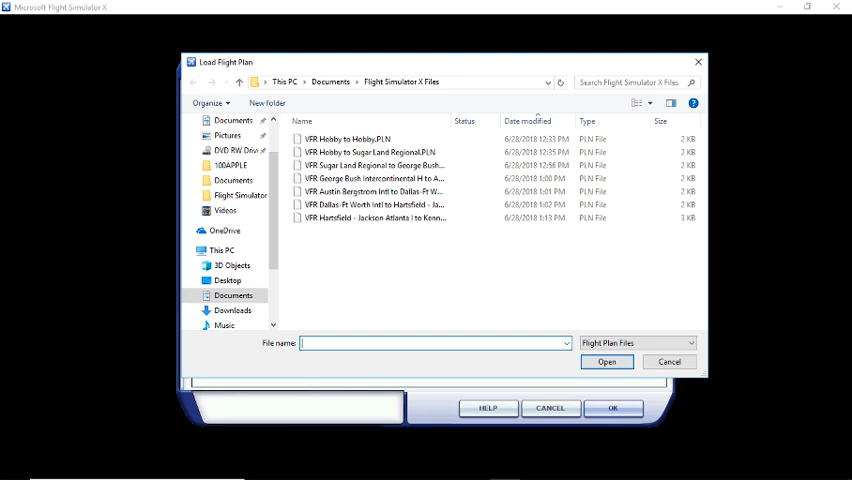 Microsoft Flight Simulator X
Load Flight Plan
This PC > Documents > Flight Simulator X Files
Search Flight Simulator X Files
Organize
New folder
Name Status Date modified Type Size
Documents
Pictures
DVD RW Driv
100APPLE
Documents
Flight Simulator
Videos
OneDrive
This PC
3D Objects
Desktop
Documents
Downloads
Music
VFR Hobby to Hobby.PLN 6/28/2018 12:33 PM PLN File 2 KB
VFR Hobby to Sugar Land Regional.PLN 6/28/2018 12:35 PM PLN File 2 KB
VFR Sugar Land Regional to George Bush... 6/28/2018 12:56 PM PLN File 2 KB
VFR George Bush Intercontinental H to A... 6/28/2018 1:00 PM PLN File 2 KB
VFR Austin Bergstrom Intl to Dallas-Ft W... 6/28/2018 1:01 PM PLN File 2 KB
VFR Dallas-Ft Worth Intl to Hartsfield - Ja... 6/28/2018 1:02 PM PLN File 2 KB
VFR Hartsfield - Jackson Atlanta I to Kenn... 6/28/2018 1:13 PM PLN File 3 KB
File name:
Flight Plan Files
Open
Cancel
HELP
CANCEL
OK